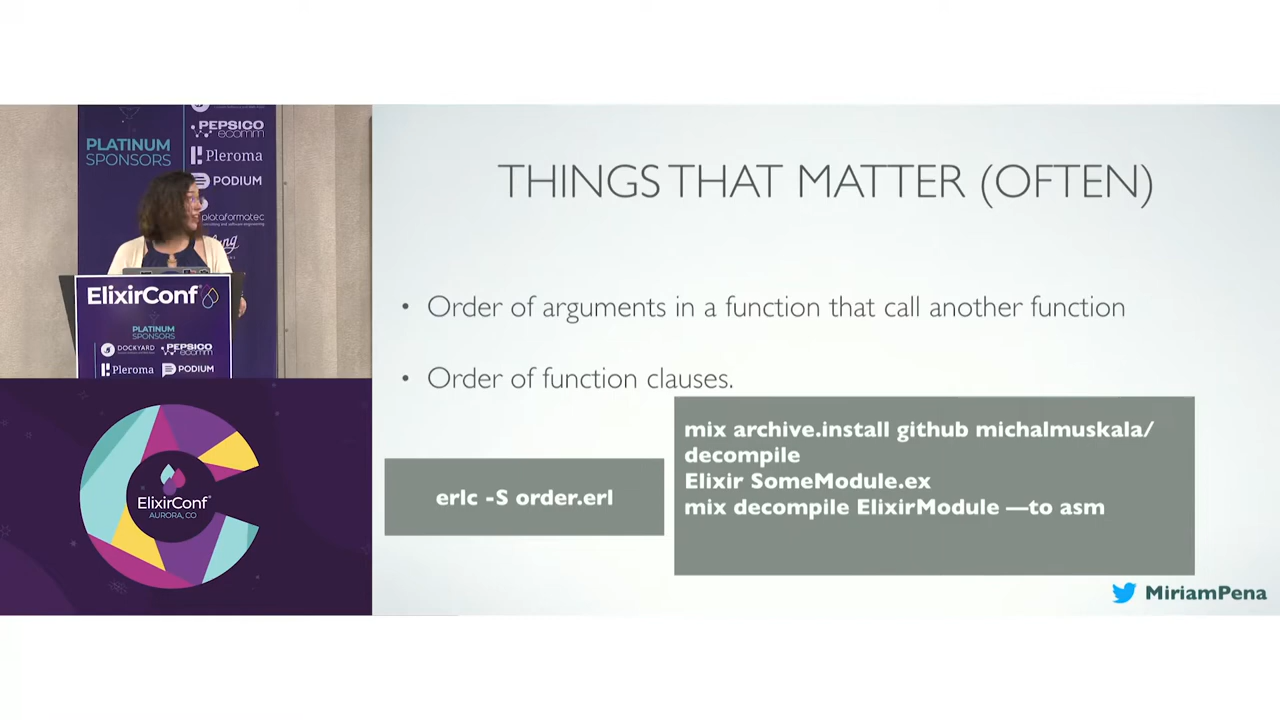 PLATINUM
SPONSORS
PEPSICO
ecomm
Pleroma
PODIUM
plataformatec
ElixirConf
PLATINUM
SPONSORS
DOCKYARD
PEPSICO
ecomm
Pleroma
PODIUM
ElixirConf
AURORA, CO
THINGS THAT MATTER (OFTEN)
• Order of arguments in a function that call another function
• Order of function clauses.
erlc -S order.erl
mix archive.install github michalmuskala/
decompile
Elixir SomeModule.ex
mix decompile ElixirModule —to asm
MiriamPena